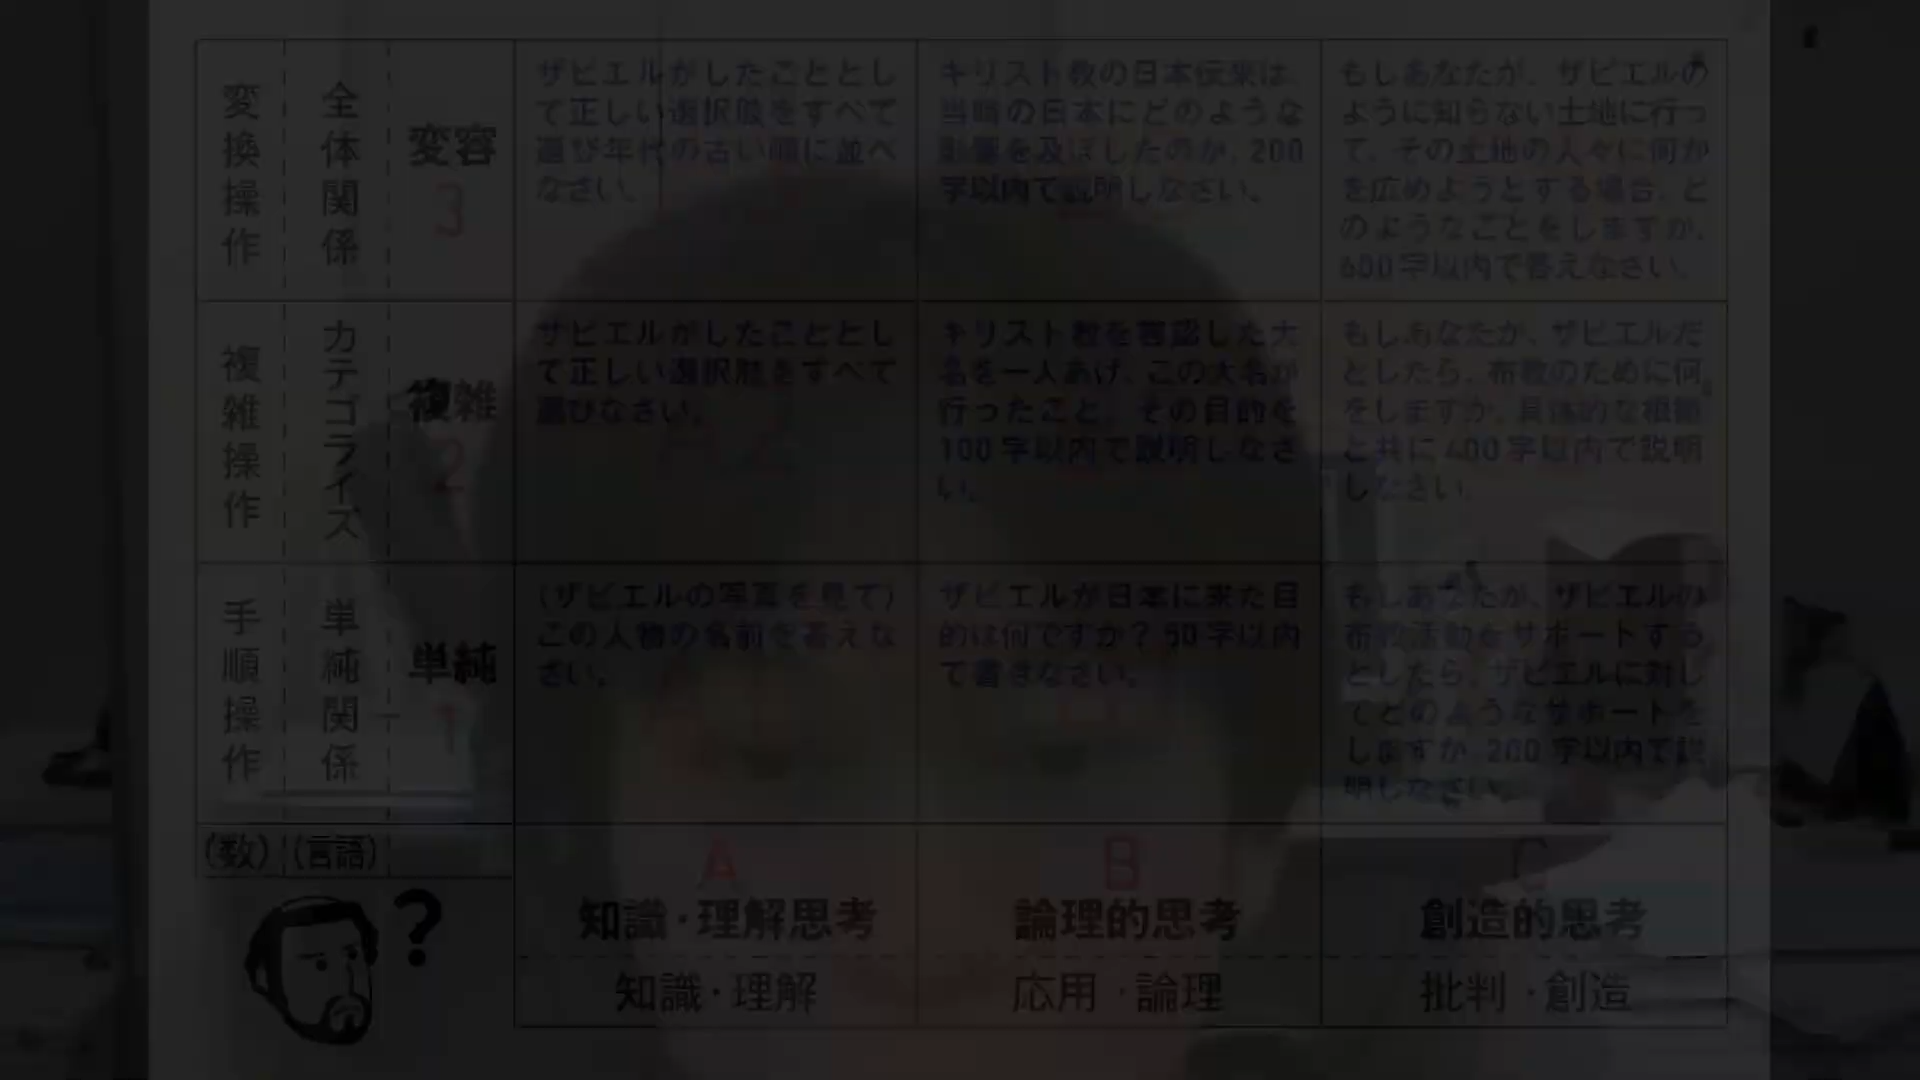 変換操作
全体関係
変容
3
ザビエルがしたこととし
て正しい選択肢をすべて
選び年代の古い順に並べ
なさい。
キリスト教の日本伝来は、
当時の日本にどのような
影響を及ぼしたのか、200
字以内で説明しなさい。
もしあなたが、ザビエルの
ように知らない土地に行っ
て、その土地の人々に何か
を広めようとする場合、ど
のようなことをしますか。
600字以内で答えなさい。
複雑操作
カテゴライズ
複雑
2
ザビエルがしたこととし
て正しい選択肢をすべて
選びなさい。
キリスト教を容認した大
名を一人あげ、この大名が
行ったこと、その目的を
100字以内で説明しなさ
い。
もしあなたが、ザビエルだ
としたら、布教のために何
をしますか。具体的な根拠
と共に400字以内で説明
しなさい。
手順操作
単純関係
単純
1
(ザビエルの写真を見て)
この人物の名前を答えな
さい。
ザビエルが日本に来た目
的は何ですか? 50字以内
で書きなさい。
もしあなたが、ザビエルの
布教活動をサポートする
としたら、ザビエルに対し
てどのようなサポートを
しますか。200字以内で説
明しなさい。
(数)
(言語)
A
知識・理解思考
B
論理的思考
C
創造的思考
?
知識・理解
応用・論理
批判・創造